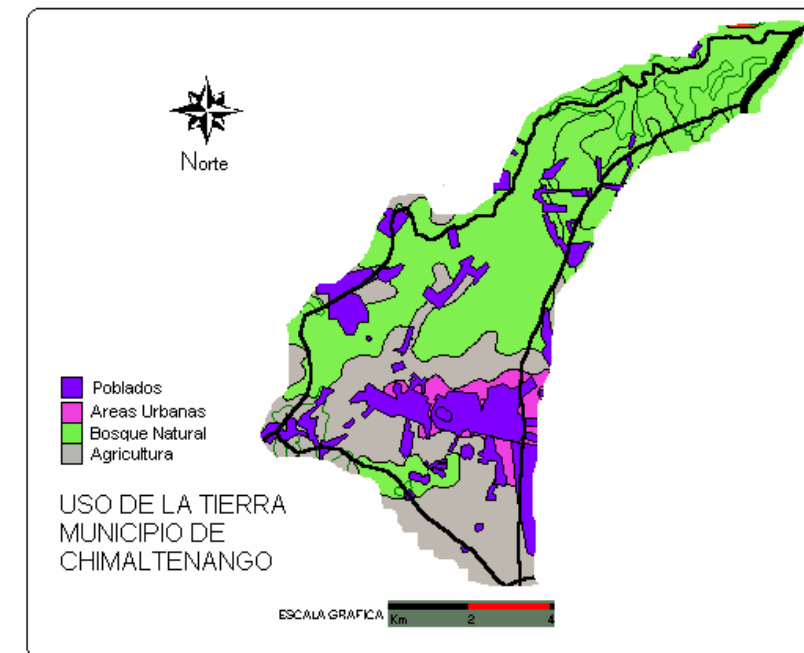 Norte
Poblados
Areas Urbanas
Bosque Natural
Agricultura
USO DE LA TIERRA
MUNICIPIO DE
CHIMALTENANGO
ESCALA GRAFICA Km 2 4